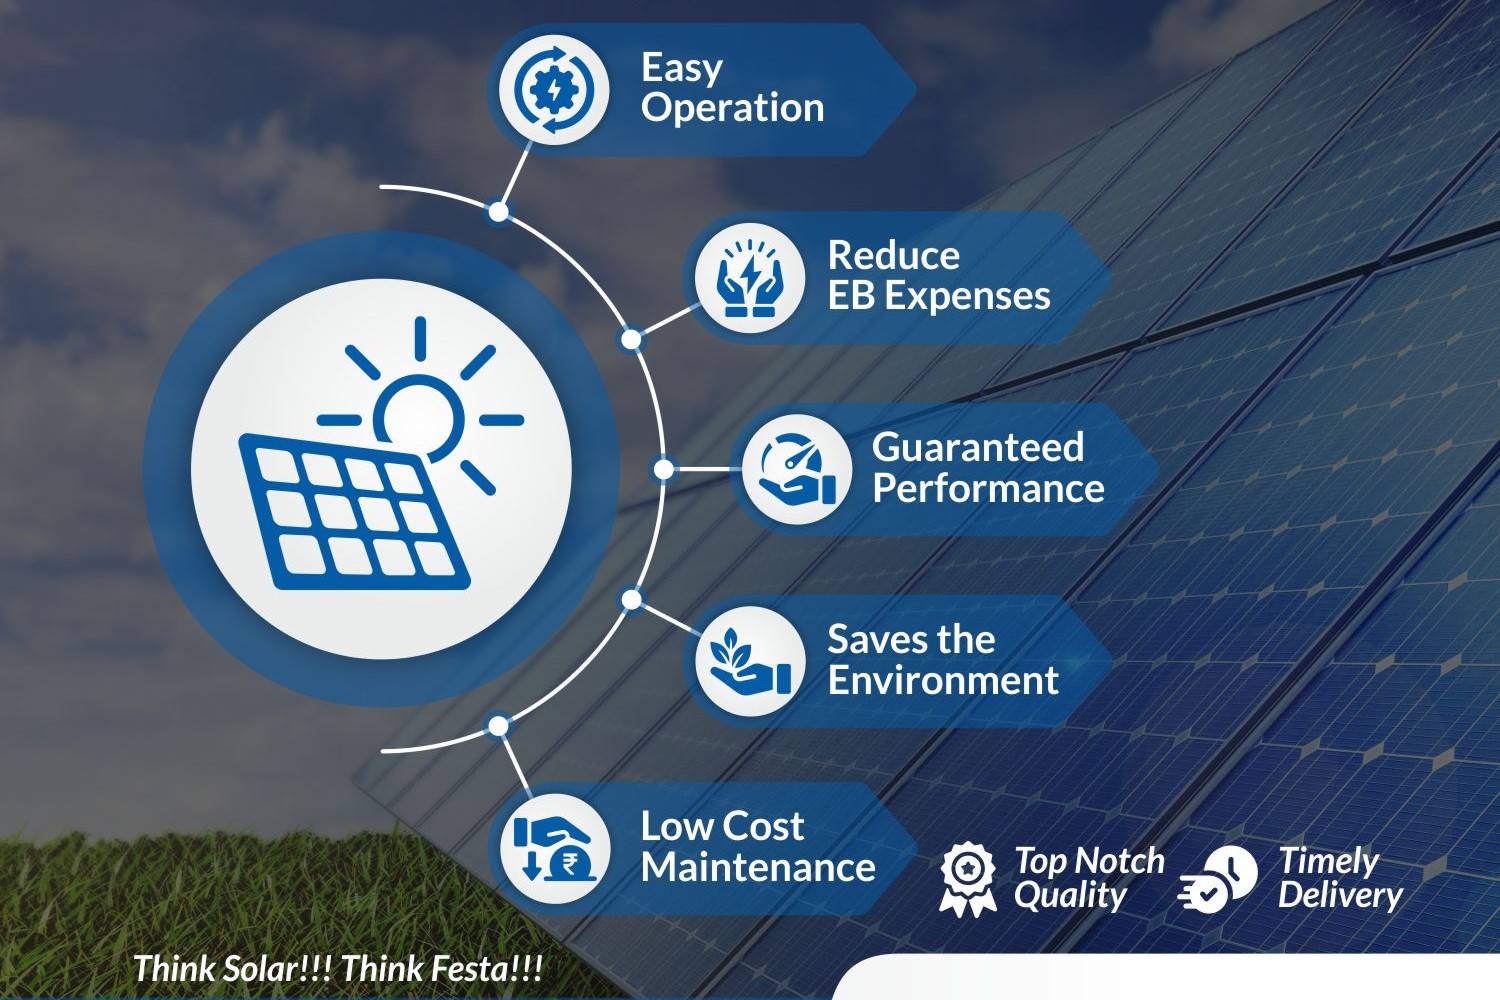 Easy
Operation
Reduce
EB Expenses
Guaranteed
Performance
Saves the
Environment
Low Cost
Maintenance
₹
Top Notch
Quality
Timely
Delivery
Think Solar!!! Think Festa!!!